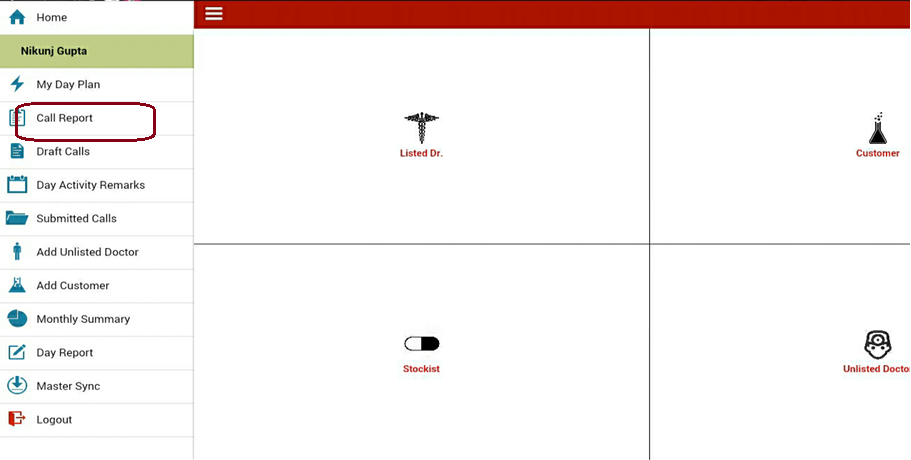 Home
Nikunj Gupta
My Day Plan
Call Report
Draft Calls
Day Activity Remarks
Submitted Calls
Add Unlisted Doctor
Add Customer
Monthly Summary
Day Report
Master Sync
Logout
Listed Dr.
Customer
Stockist
Unlisted Docto